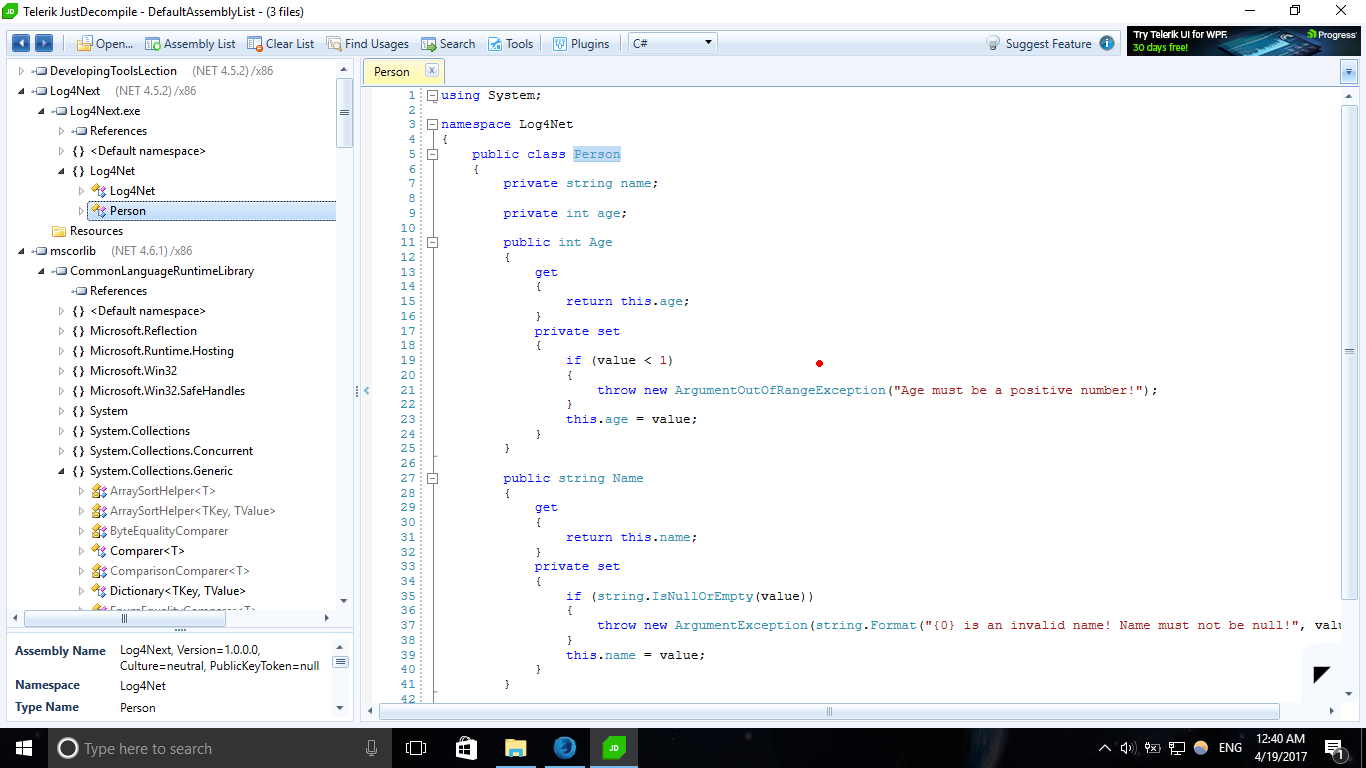 Telerik JustDecompile - DefaultAssemblyList - (3 files)
Open... Assembly List Clear List Find Usages Search Tools Plugins C# Suggest Feature
Try Telerik UI for WPF.
30 days free!
Progress
DevelopingToolsLection (NET 4.5.2) /x86
Log4Next (NET 4.5.2) /x86
Log4Next.exe
References
{} <Default namespace>
{} Log4Net
Log4Net
Person
Resources
mscorlib (NET 4.6.1) /x86
CommonLanguageRuntimeLibrary
References
{} <Default namespace>
{} Microsoft.Reflection
{} Microsoft.Runtime.Hosting
{} Microsoft.Win32
{} Microsoft.Win32.SafeHandles
{} System
{} System.Collections
{} System.Collections.Concurrent
{} System.Collections.Generic
ArraySortHelper<T>
ArraySortHelper<TKey, TValue>
ByteEqualityComparer
Comparer<T>
ComparisonComparer<T>
Dictionary<TKey, TValue>
EnumEqualityComparer<T>
Assembly Name Log4Next, Version=1.0.0.0,
Culture=neutral, PublicKeyToken=null
Namespace Log4Net
Type Name Person
Person x
1 using System;
2
3 namespace Log4Net
4 {
5 public class Person
6 {
7 private string name;
8
9 private int age;
10
11 public int Age
12 {
13 get
14 {
15 return this.age;
16 }
17 private set
18 {
19 if (value < 1)
20 {
21 throw new ArgumentOutOfRangeException("Age must be a positive number!");
22 }
23 this.age = value;
24 }
25 }
26
27 public string Name
28 {
29 get
30 {
31 return this.name;
32 }
33 private set
34 {
35 if (string.IsNullOrEmpty(value))
36 {
37 throw new ArgumentException(string.Format("{0} is an invalid name! Name must not be null!", valu
38 }
39 this.name = value;
40 }
41 }
42
Type here to search
JD
ENG
12:40 AM
4/19/2017
1